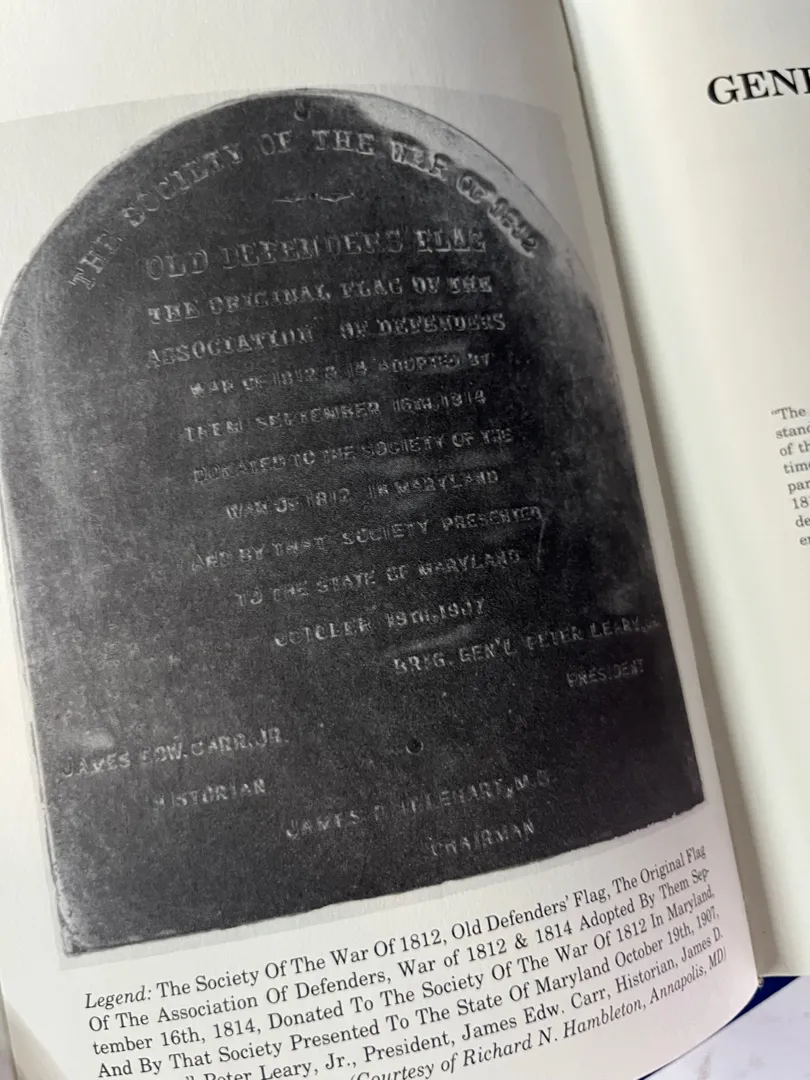 THE SOCIETY OF THE WAR OF 1812
OLD DEFENDERS' FLAG
THE ORIGINAL FLAG OF THE
ASSOCIATION OF DEFENDERS
WAR OF 1812 & 14 ADOPTED BY
THEM SEPTEMBER 16TH, 1814
DONATED TO THE SOCIETY OF THE
WAR OF 1812 IN MARYLAND
AND BY THAT SOCIETY PRESENTED
TO THE STATE OF MARYLAND
OCTOBER 19TH, 1907
BRIG. GEN'L PETER LEARY, JR.
PRESIDENT
JAMES EDW. CARR, JR.
HISTORIAN
JAMES D. IGLEHART, M.D.
CHAIRMAN
Legend: The Society Of The War Of 1812, Old Defenders' Flag, The Original Flag
Of The Association Of Defenders, War of 1812 & 1814 Adopted By Them Sep-
tember 16th, 1814, Donated To The Society Of The War Of 1812 In Maryland,
And By That Society Presented To The State Of Maryland October 19th, 1907,
Peter Leary, Jr., President, James Edw. Carr, Historian, James D.
(Courtesy of Richard N. Hambleton, Annapolis, MD)
GENE
"The
stand
of th
time
par
18
de
en